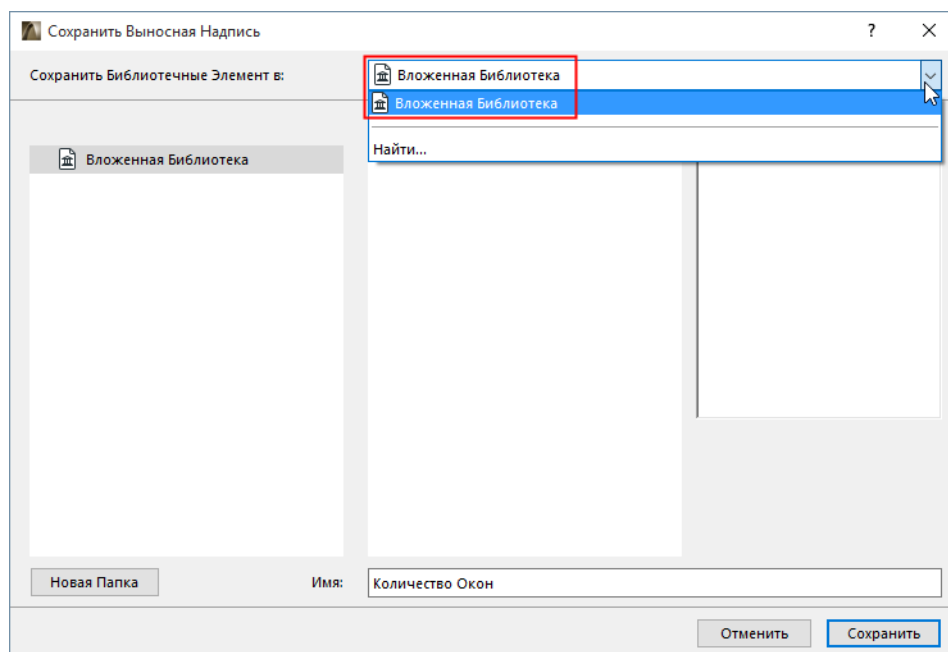 Сохранить Выносная Надпись
?
Сохранить Библиотечные Элемент в:
Вложенная Библиотека
Вложенная Библиотека
Найти...
Вложенная Библиотека
Новая Папка
Имя:
Количество Окон
Отменить
Сохранить